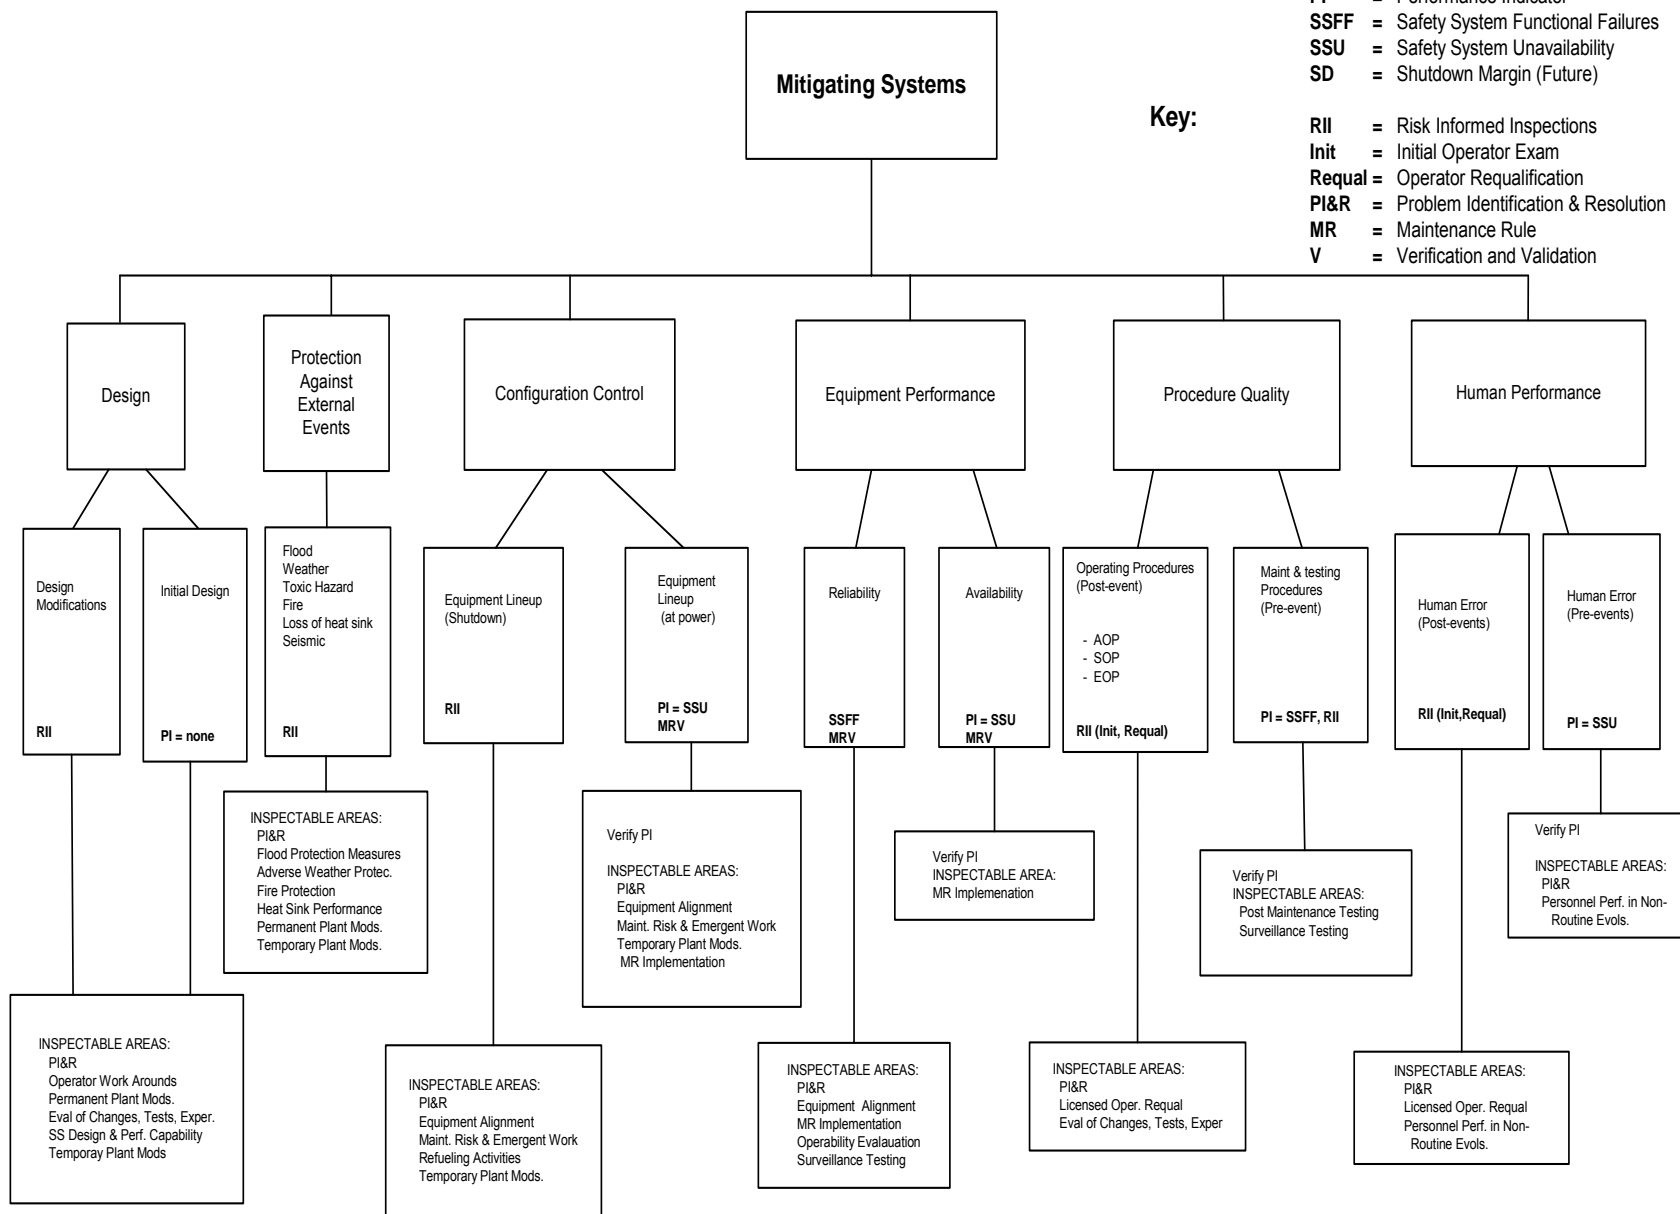 PI = Performance Indicator
SSFF = Safety System Functional Failures
SSU = Safety System Unavailability
SD = Shutdown Margin (Future)
Key:
RII = Risk Informed Inspections
Init = Initial Operator Exam
Requal = Operator Requalification
PI&R = Problem Identification & Resolution
MR = Maintenance Rule
V = Verification and Validation
Mitigating Systems
Design
Protection
Against
External
Events
Configuration Control
Equipment Performance
Procedure Quality
Human Performance
Design
Modifications
RII
Initial Design
PI = none
Flood
Weather
Toxic Hazard
Fire
Loss of heat sink
Seismic
RII
Equipment Lineup
(Shutdown)
RII
Equipment
Lineup
(at power)
PI = SSU
MRV
Reliability
SSFF
MRV
Availability
PI = SSU
MRV
Operating Procedures
(Post-event)
- AOP
- SOP
- EOP
RII (Init, Requal)
Maint & testing
Procedures
(Pre-event)
PI = SSFF, RII
Human Error
(Post-events)
RII (Init,Requal)
Human Error
(Pre-events)
PI = SSU
INSPECTABLE AREAS:
PI&R
Operator Work Arounds
Permanent Plant Mods.
Eval of Changes, Tests, Exper.
SS Design & Perf. Capability
Temporay Plant Mods
INSPECTABLE AREAS:
PI&R
Flood Protection Measures
Adverse Weather Protec.
Fire Protection
Heat Sink Performance
Permanent Plant Mods.
Temporary Plant Mods.
INSPECTABLE AREAS:
PI&R
Equipment Alignment
Maint. Risk & Emergent Work
Refueling Activities
Temporary Plant Mods.
Verify PI
INSPECTABLE AREAS:
PI&R
Equipment Alignment
Maint. Risk & Emergent Work
Temporary Plant Mods.
MR Implementation
INSPECTABLE AREAS:
PI&R
Equipment Alignment
MR Implementation
Operability Evalauation
Surveillance Testing
Verify PI
INSPECTABLE AREA:
MR Implemenation
INSPECTABLE AREAS:
PI&R
Licensed Oper. Requal
Eval of Changes, Tests, Exper
Verify PI
INSPECTABLE AREAS:
Post Maintenance Testing
Surveillance Testing
INSPECTABLE AREAS:
PI&R
Licensed Oper. Requal
Personnel Perf. in Non-
Routine Evols.
Verify PI
INSPECTABLE AREAS:
PI&R
Personnel Perf. in Non-
Routine Evols.